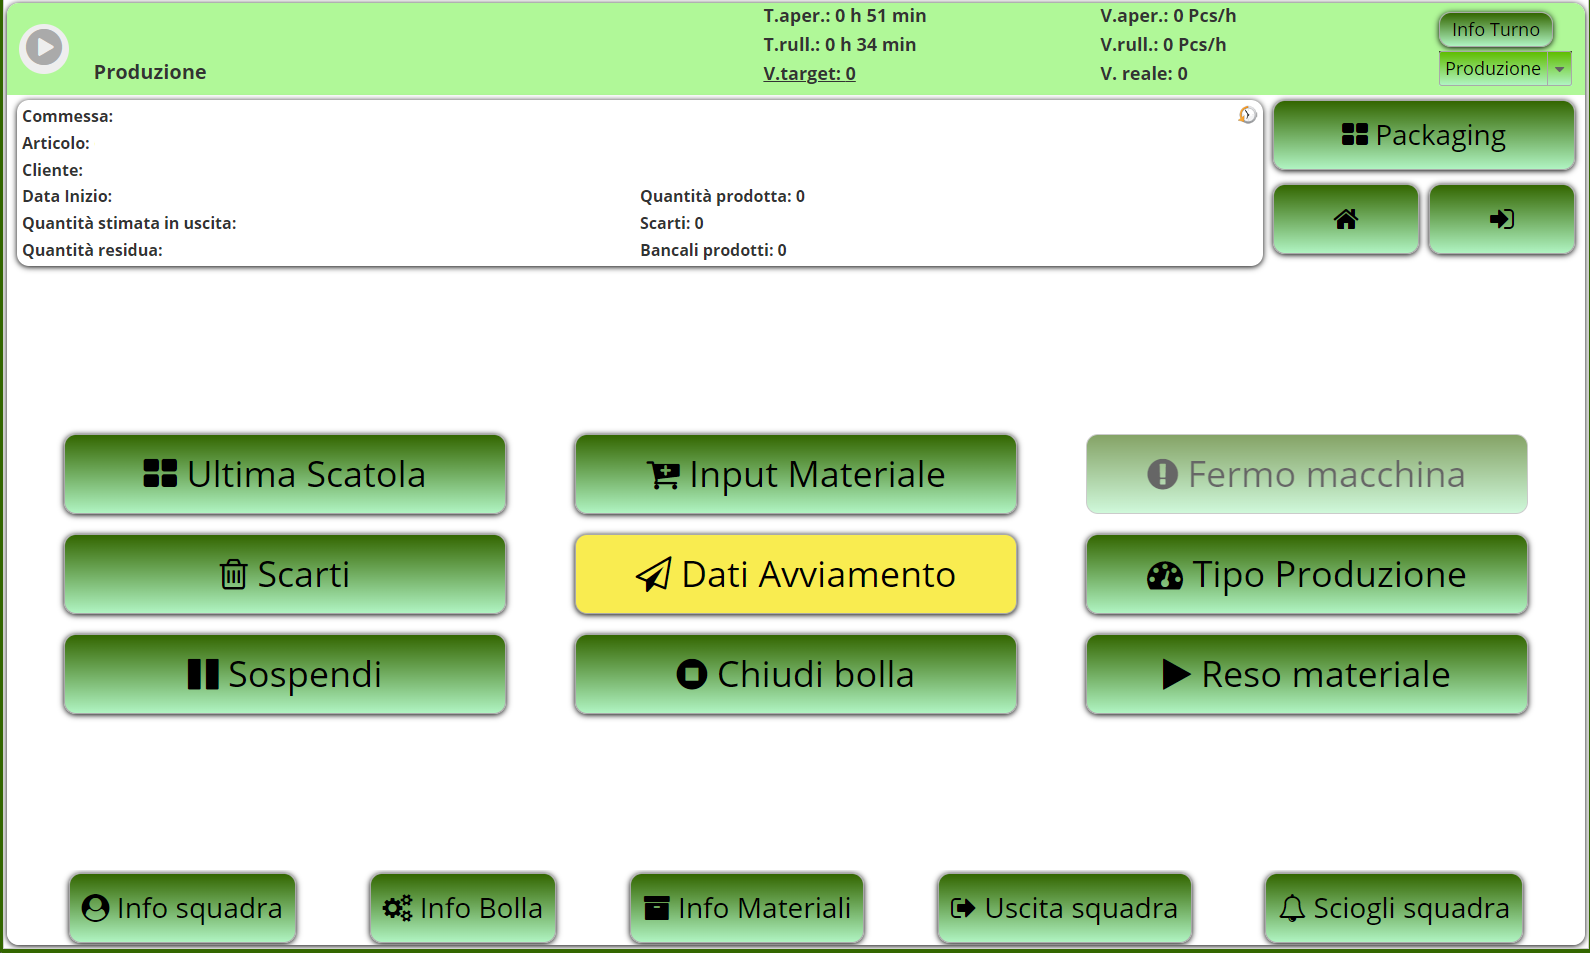 Produzione
T.aper.: 0 h 51 min
T.rull.: 0 h 34 min
V.target: 0
V.aper.: 0 Pcs/h
V.rull.: 0 Pcs/h
V. reale: 0
Info Turno
Produzione
Commessa:
Articolo:
Cliente:
Data Inizio:
Quantità stimata in uscita:
Quantità residua:
Quantità prodotta: 0
Scarti: 0
Bancali prodotti: 0
Packaging
Ultima Scatola
Input Materiale
Fermo macchina
Scarti
Dati Avviamento
Tipo Produzione
Sospendi
Chiudi bolla
Reso materiale
Info squadra
Info Bolla
Info Materiali
Uscita squadra
Sciogli squadra